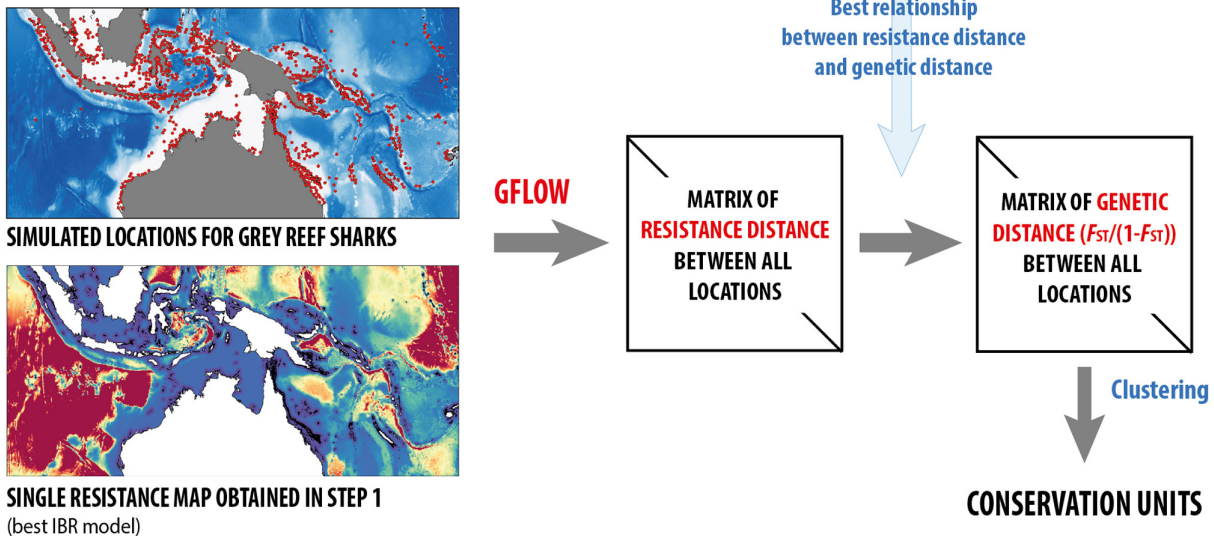 Best relationship
between resistance distance
and genetic distance
SIMULATED LOCATIONS FOR GREY REEF SHARKS
GFLOW
MATRIX OF
RESISTANCE DISTANCE
BETWEEN ALL
LOCATIONS
MATRIX OF GENETIC
DISTANCE (FST/(1-FST))
BETWEEN ALL
LOCATIONS
SINGLE RESISTANCE MAP OBTAINED IN STEP 1
(best IBR model)
Clustering
CONSERVATION UNITS